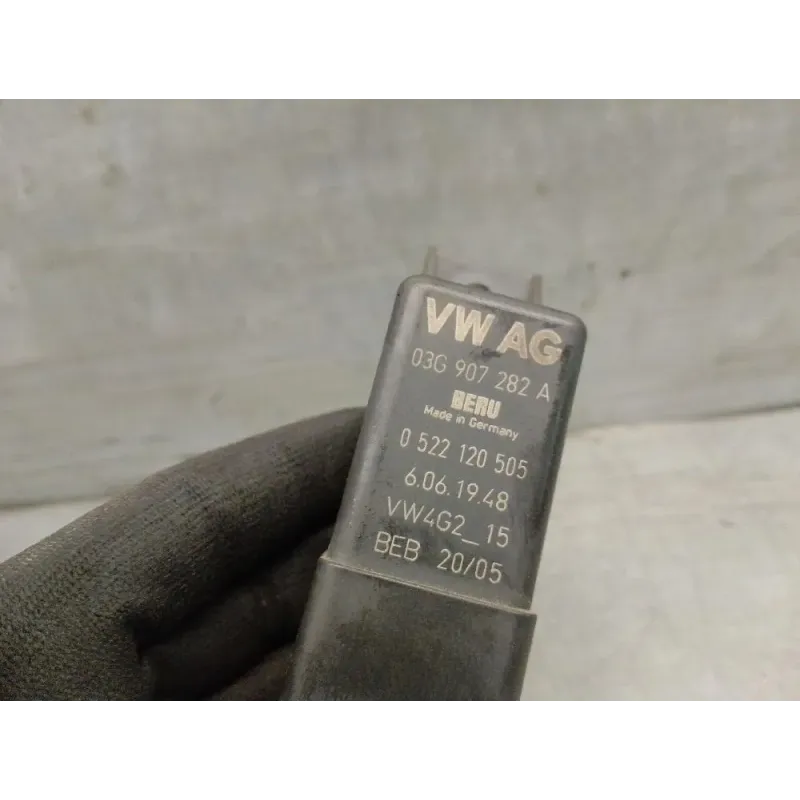 VW AG
03G 907 282 A
BERU
Made in Germany
0 522 120 505
6.06.19.48
VW4G2_15
BEB 20/05